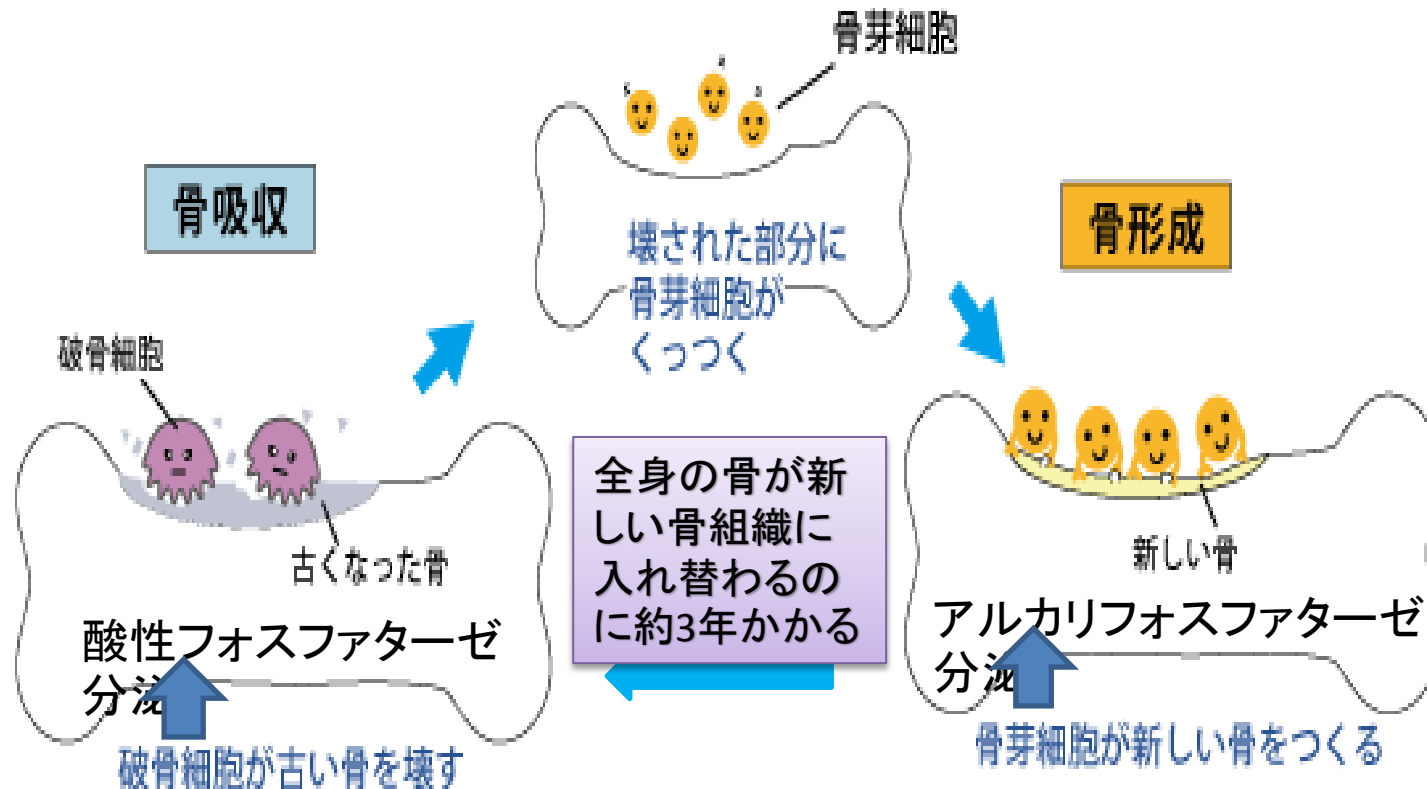 骨芽細胞
骨吸収
骨形成
壊された部分に
骨芽細胞が
くっつく
破骨細胞
古くなった骨
酸性フォスファターゼ
分泌
破骨細胞が古い骨を壊す
全身の骨が新
しい骨組織に
入れ替わるの
に約3年かかる
新しい骨
アルカリフォスファターゼ
分泌
骨芽細胞が新しい骨をつくる